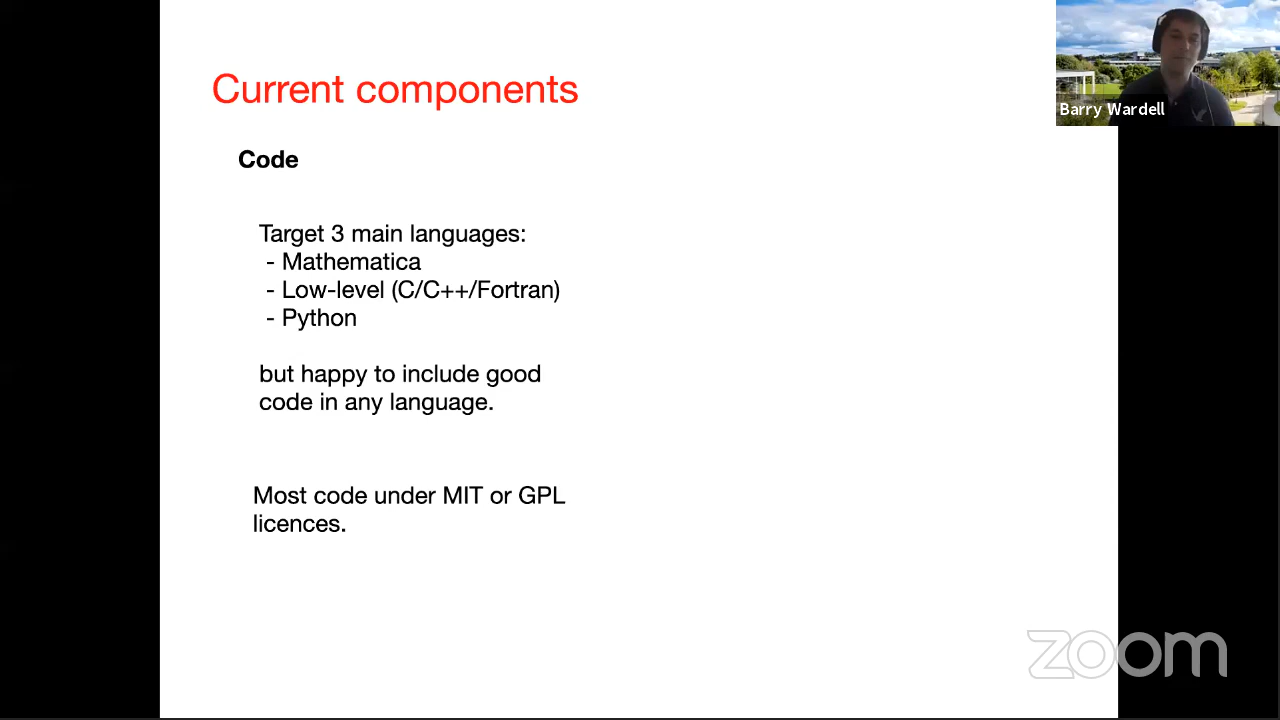 Current components
Barry Wardell
Code
Target 3 main languages:
- Mathematica
- Low-level (C/C++/Fortran)
- Python
but happy to include good
code in any language.
Most code under MIT or GPL
licences.
zoom